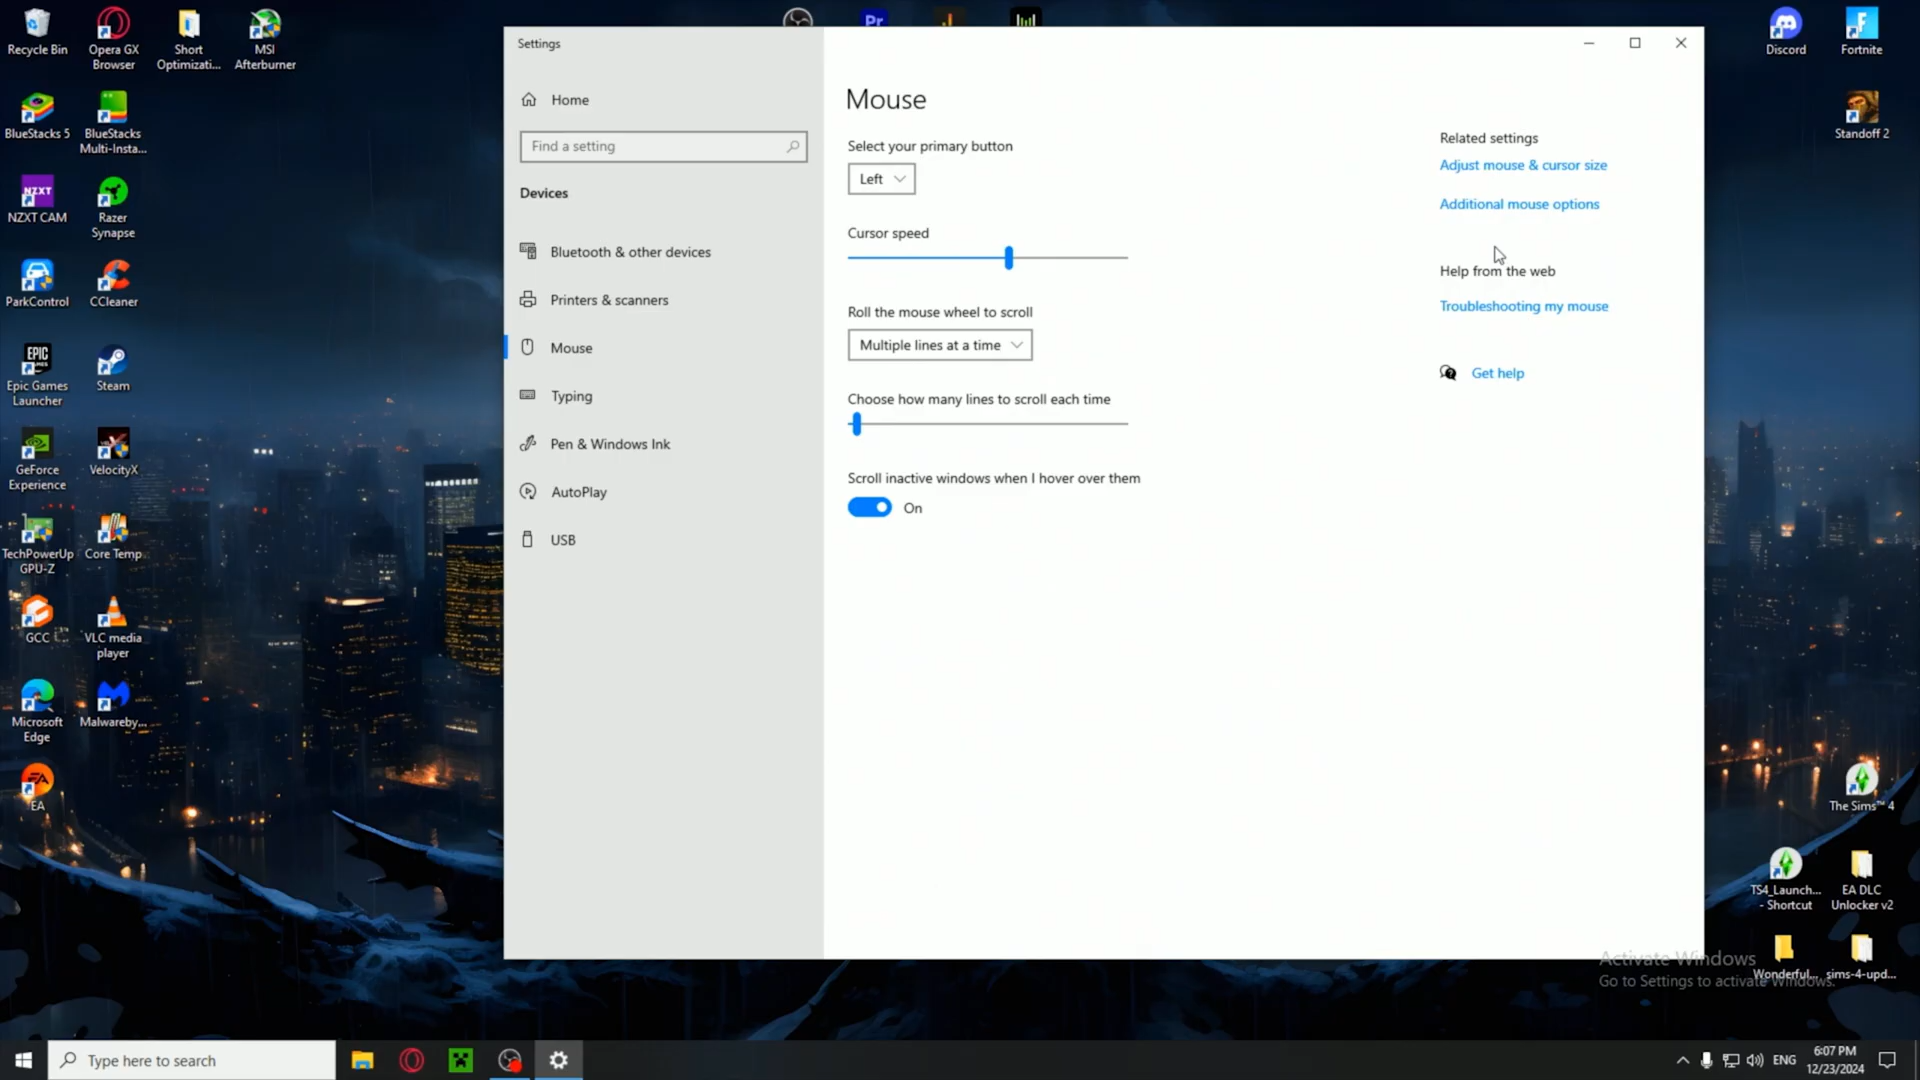 Recycle Bin
Opera GX
Browser
Short
Optimizati...
MSI
Afterburner
BlueStacks 5
BlueStacks
Multi-Insta...
NZXT
NZXT CAM
Razer
Synapse
ParkControl
CCleaner
EPIC
Epic Games
Launcher
Steam
GeForce
Experience
VelocityX
TechPowerUp
GPU-Z
Core Temp
GCC
VLC media
player
Microsoft
Edge
Malwareby...
EA
EA
Pr
Settings
Home
Find a setting
Devices
Bluetooth & other devices
Printers & scanners
Mouse
Typing
Pen & Windows Ink
AutoPlay
USB
Mouse
Select your primary button
Left
Cursor speed
Roll the mouse wheel to scroll
Multiple lines at a time
Choose how many lines to scroll each time
Scroll inactive windows when I hover over them
On
Related settings
Adjust mouse & cursor size
Additional mouse options
Help from the web
Troubleshooting my mouse
Get help
Discord
Fortnite
Standoff 2
The Sims™ 4
TS4_Launch...
- Shortcut
EA DLC
Unlocker v2
Wonderful...
sims-4-upd...
Activate Windows
Go to Settings to activate Windows.
Type here to search
ENG
6:07 PM
12/23/2024